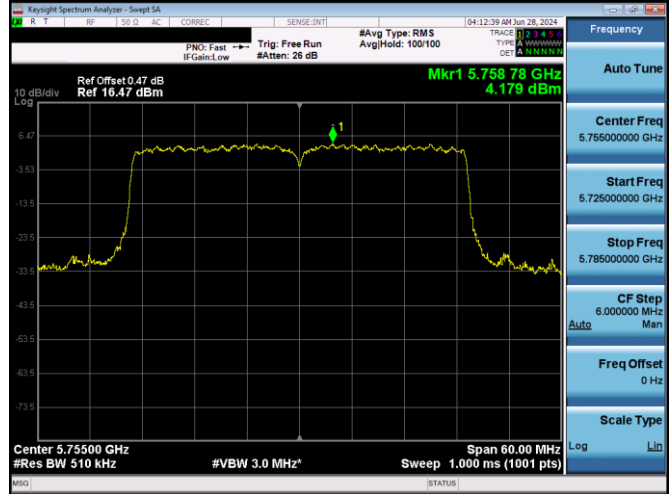 Keysight Spectrum Analyzer - Swept SA
R T RF 50 Ω AC CORREC SENSE:INT 04:12:39 AM Jun 28, 2024
PNO: Fast
IFGain:Low
Trig: Free Run
#Atten: 26 dB
#Avg Type: RMS
Avg|Hold: 100/100
TRACE 1 2 3 4 5 6
TYPE A WWWWW
DET A N N N N N
Ref Offset 0.47 dB
10 dB/div Ref 16.47 dBm
Log
Mkr1 5.758 78 GHz
4.179 dBm
1
6.47
-3.53
-13.5
-23.5
-33.5
-43.5
-53.5
-63.5
-73.5
Center 5.75500 GHz Span 60.00 MHz
#Res BW 510 kHz #VBW 3.0 MHz* Sweep 1.000 ms (1001 pts)
MSG STATUS
Frequency
Auto Tune
Center Freq
5.755000000 GHz
Start Freq
5.725000000 GHz
Stop Freq
5.785000000 GHz
CF Step
6.000000 MHz
Auto Man
Freq Offset
0 Hz
Scale Type
Log Lin